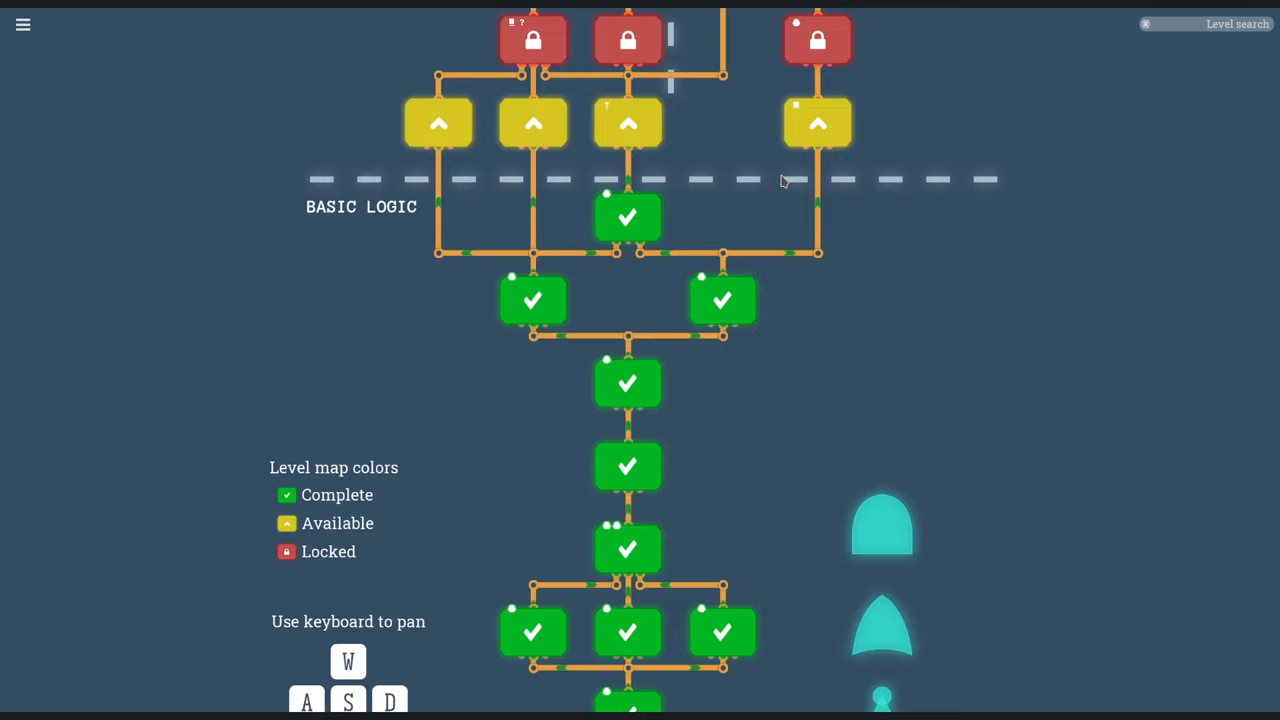 Level search
? 
?
BASIC LOGIC
Level map colors
Complete
Available
Locked
Use keyboard to pan
W
A S D